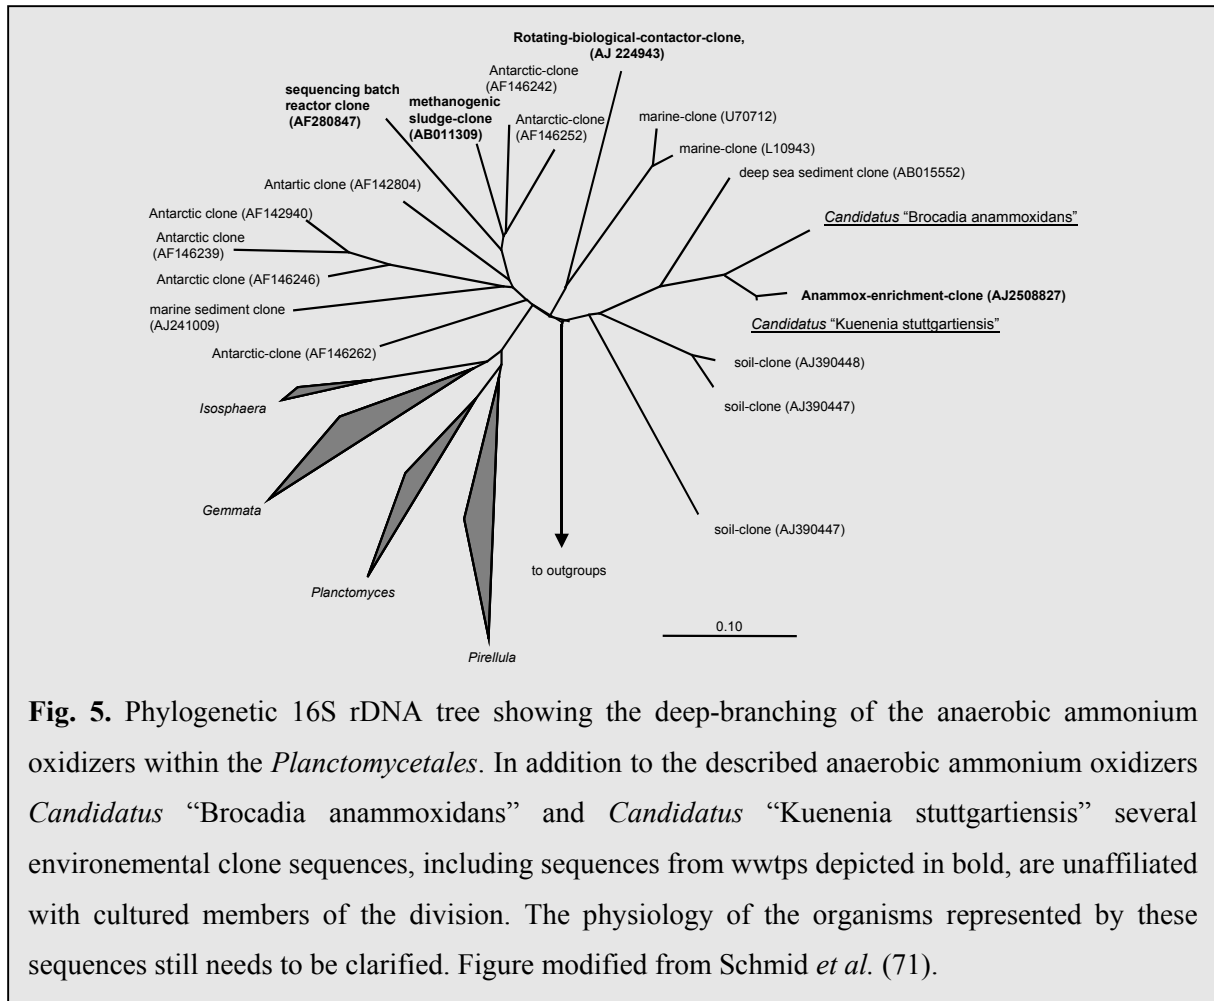 Rotating-biological-contactor-clone,
(AJ 224943)
Antarctic-clone
(AF146242)
sequencing batch
reactor clone
(AF280847)
methanogenic
sludge-clone
(AB011309)
Antarctic-clone
(AF146252)
marine-clone (U70712)
marine-clone (L10943)
deep sea sediment clone (AB015552)
Antartic clone (AF142804)
Antarctic clone (AF142940)
Candidatus “Brocadia anammoxidans”
Antarctic clone
(AF146239)
Antarctic clone (AF146246)
Anammox-enrichment-clone (AJ2508827)
marine sediment clone
(AJ241009)
Candidatus “Kuenenia stuttgartiensis”
Antarctic-clone (AF146262)
soil-clone (AJ390448)
Isosphaera
soil-clone (AJ390447)
Gemmata
soil-clone (AJ390447)
to outgroups
Planctomyces
0.10
Pirellula
Fig. 5. Phylogenetic 16S rDNA tree showing the deep-branching of the anaerobic ammonium
oxidizers within the Planctomycetales. In addition to the described anaerobic ammonium oxidizers
Candidatus “Brocadia anammoxidans” and Candidatus “Kuenenia stuttgartiensis” several
environemental clone sequences, including sequences from wwtps depicted in bold, are unaffiliated
with cultured members of the division. The physiology of the organisms represented by these
sequences still needs to be clarified. Figure modified from Schmid et al. (71).